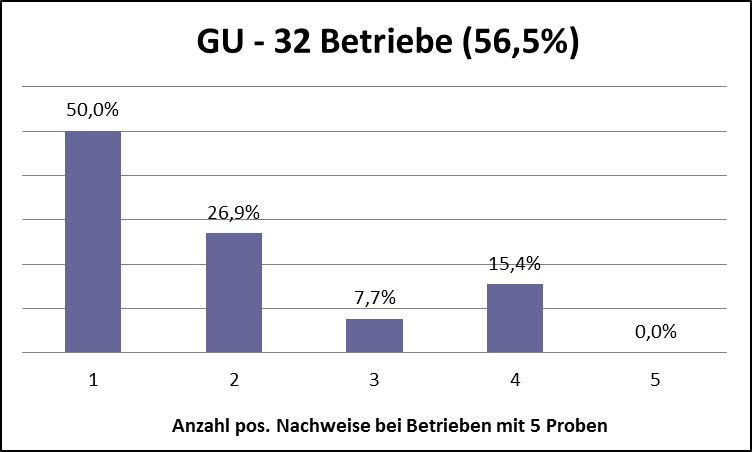 GU - 32 Betriebe (56,5%)
50,0%
26,9%
7,7%
15,4%
0,0%
1 2 3 4 5
Anzahl pos. Nachweise bei Betrieben mit 5 Proben